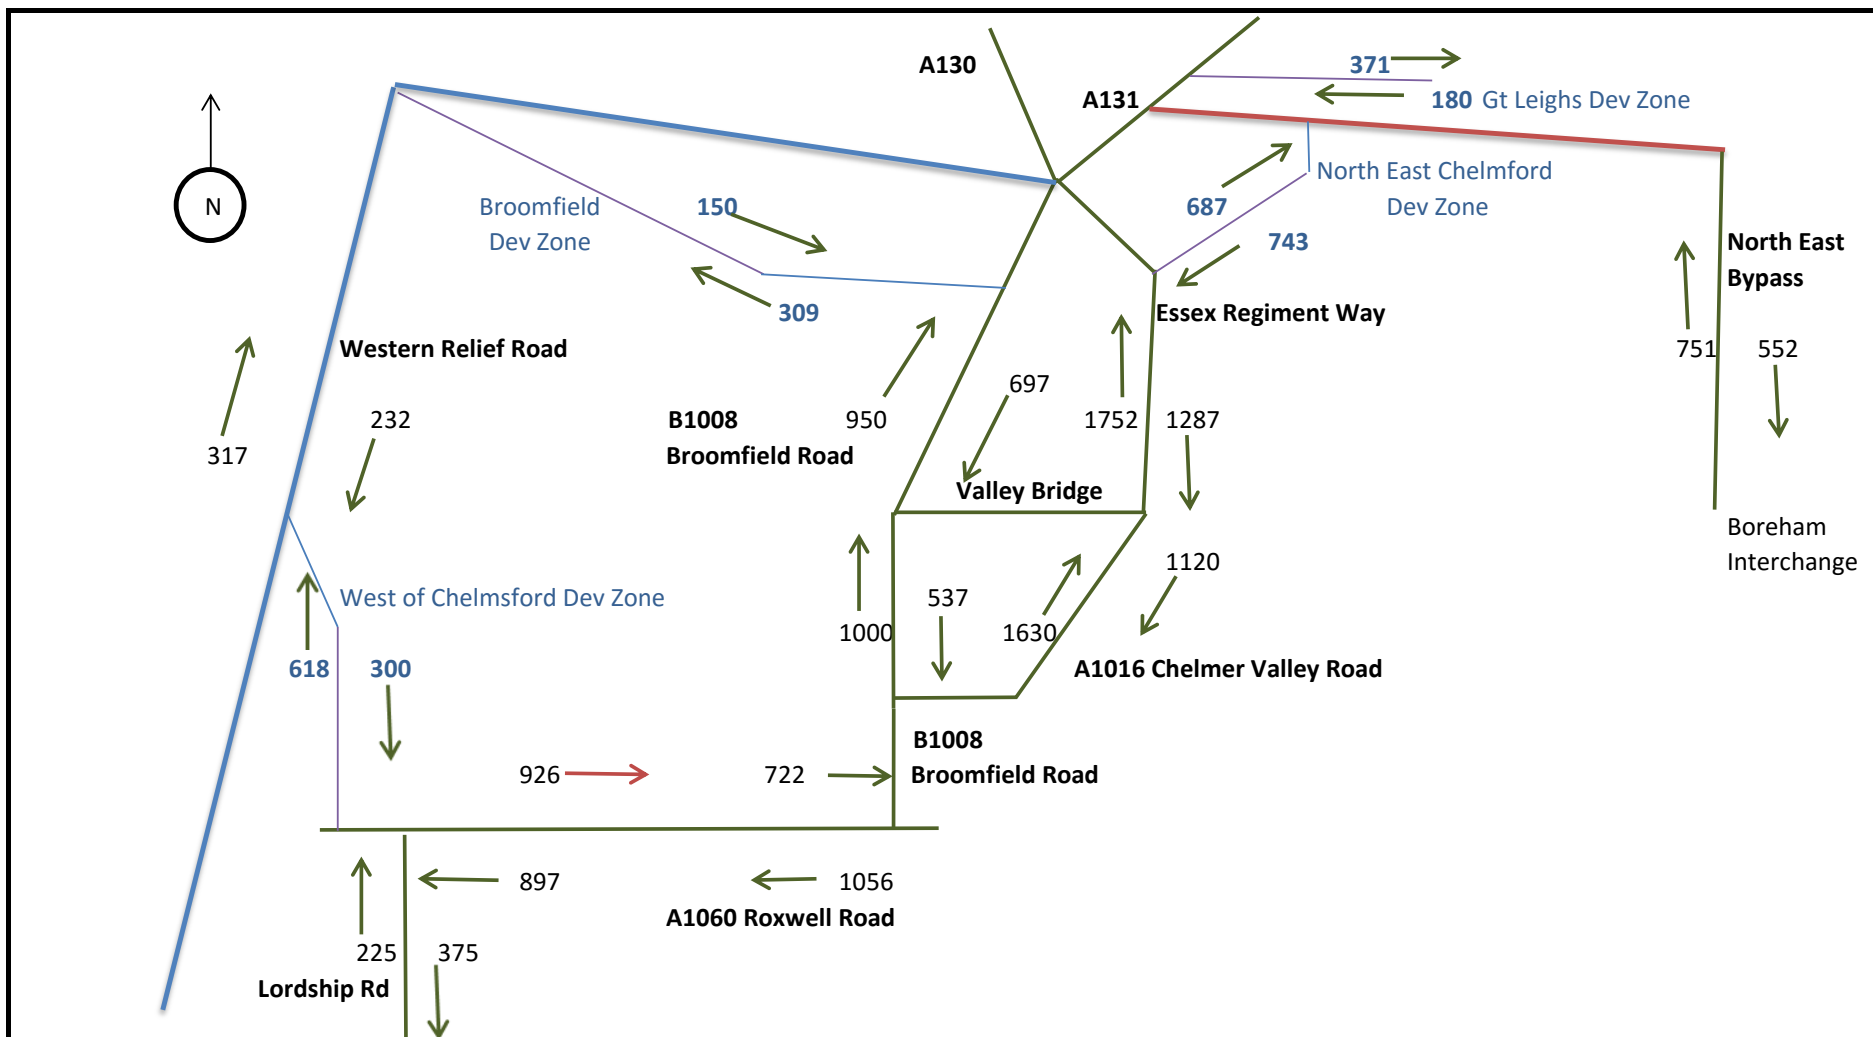 A130
371
A131
180 Gt Leighs Dev Zone
North East Chelmford
Dev Zone
N
Broomfield
Dev Zone
150
687
743
North East
Bypass
309
Essex Regiment Way
Western Relief Road
751
552
697
232
B1008
Broomfield Road
950
1752
1287
317
Valley Bridge
Boreham
Interchange
1120
West of Chelmsford Dev Zone
537
1000
1630
618
300
A1016 Chelmer Valley Road
B1008
Broomfield Road
926
722
897
1056
A1060 Roxwell Road
225
375
Lordship Rd